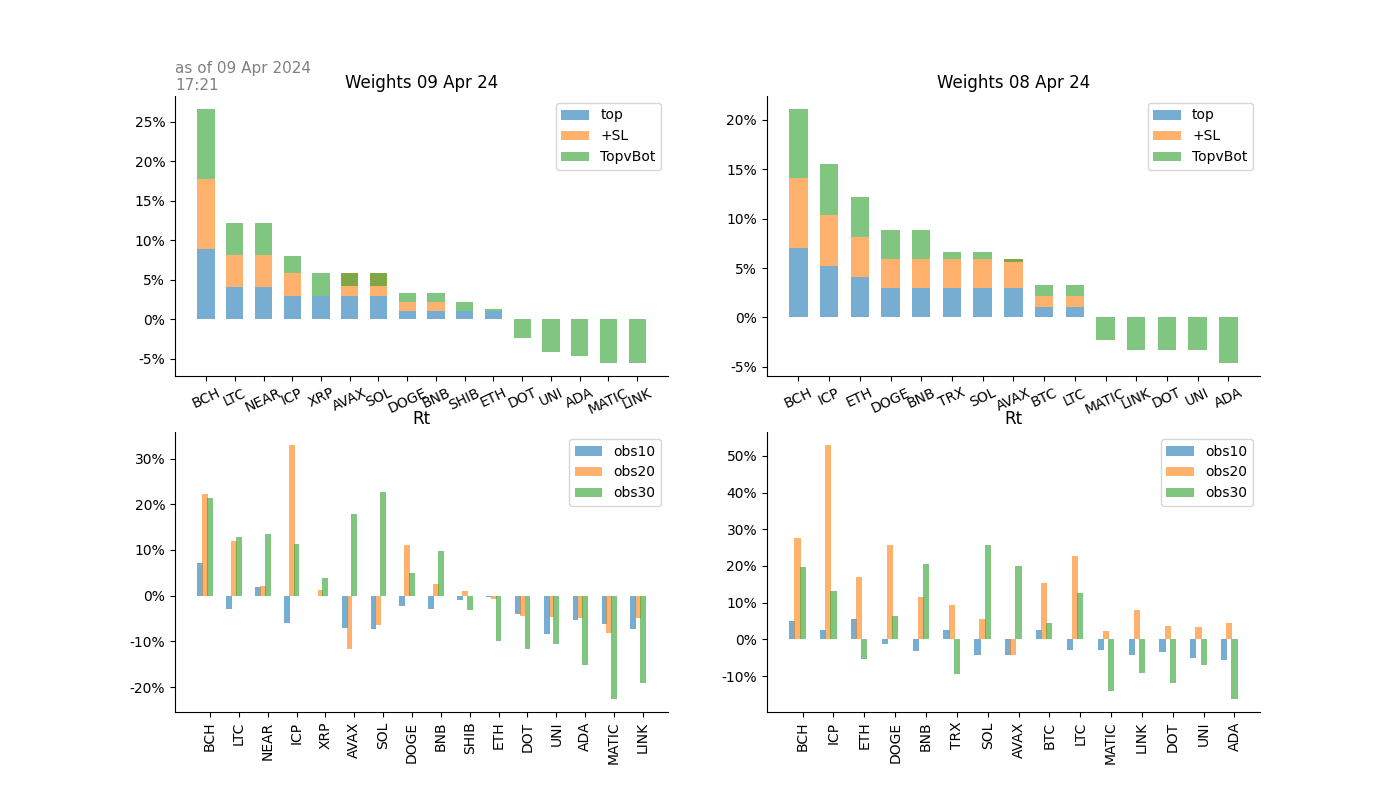 as of 09 Apr 2024
17:21
Weights 09 Apr 24
25%
20%
15%
10%
5%
0%
-5%
top
+SL
TopvBot
BCH LTC NEAR ICP XRP AVAX SOL DOGE BNB SHIB ETH DOT UNI ADA MATIC LINK
Weights 08 Apr 24
20%
15%
10%
5%
0%
-5%
top
+SL
TopvBot
BCH ICP ETH DOGE BNB TRX SOL AVAX BTC LTC MATIC LINK DOT UNI ADA
Rt
30%
20%
10%
0%
-10%
-20%
obs10
obs20
obs30
BCH LTC NEAR ICP XRP AVAX SOL DOGE BNB SHIB ETH DOT UNI ADA MATIC LINK
Rt
50%
40%
30%
20%
10%
0%
-10%
obs10
obs20
obs30
BCH ICP ETH DOGE BNB TRX SOL AVAX BTC LTC MATIC LINK DOT UNI ADA